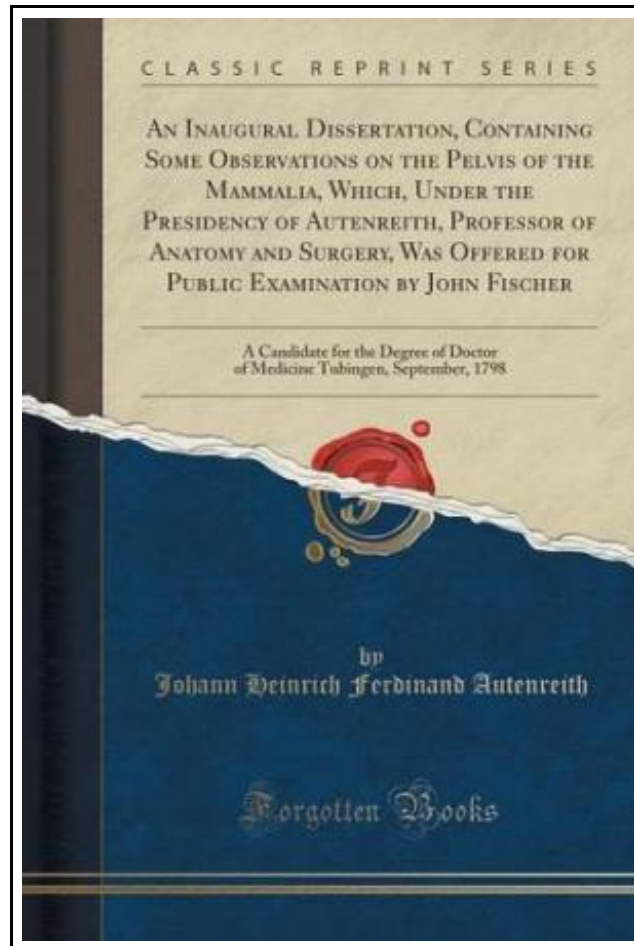 CLASSIC REPRINT SERIES
AN INAUGURAL DISSERTATION, CONTAINING
SOME OBSERVATIONS ON THE PELVIS OF THE
MAMMALIA, WHICH, UNDER THE
PRESIDENCY OF AUTENREITH, PROFESSOR OF
ANATOMY AND SURGERY, WAS OFFERED FOR
PUBLIC EXAMINATION BY JOHN FISCHER
A Candidate for the Degree of Doctor
of Medicine Tubingen, September, 1798
F
by
Johann Heinrich Ferdinand Autenreith
Forgotten Books